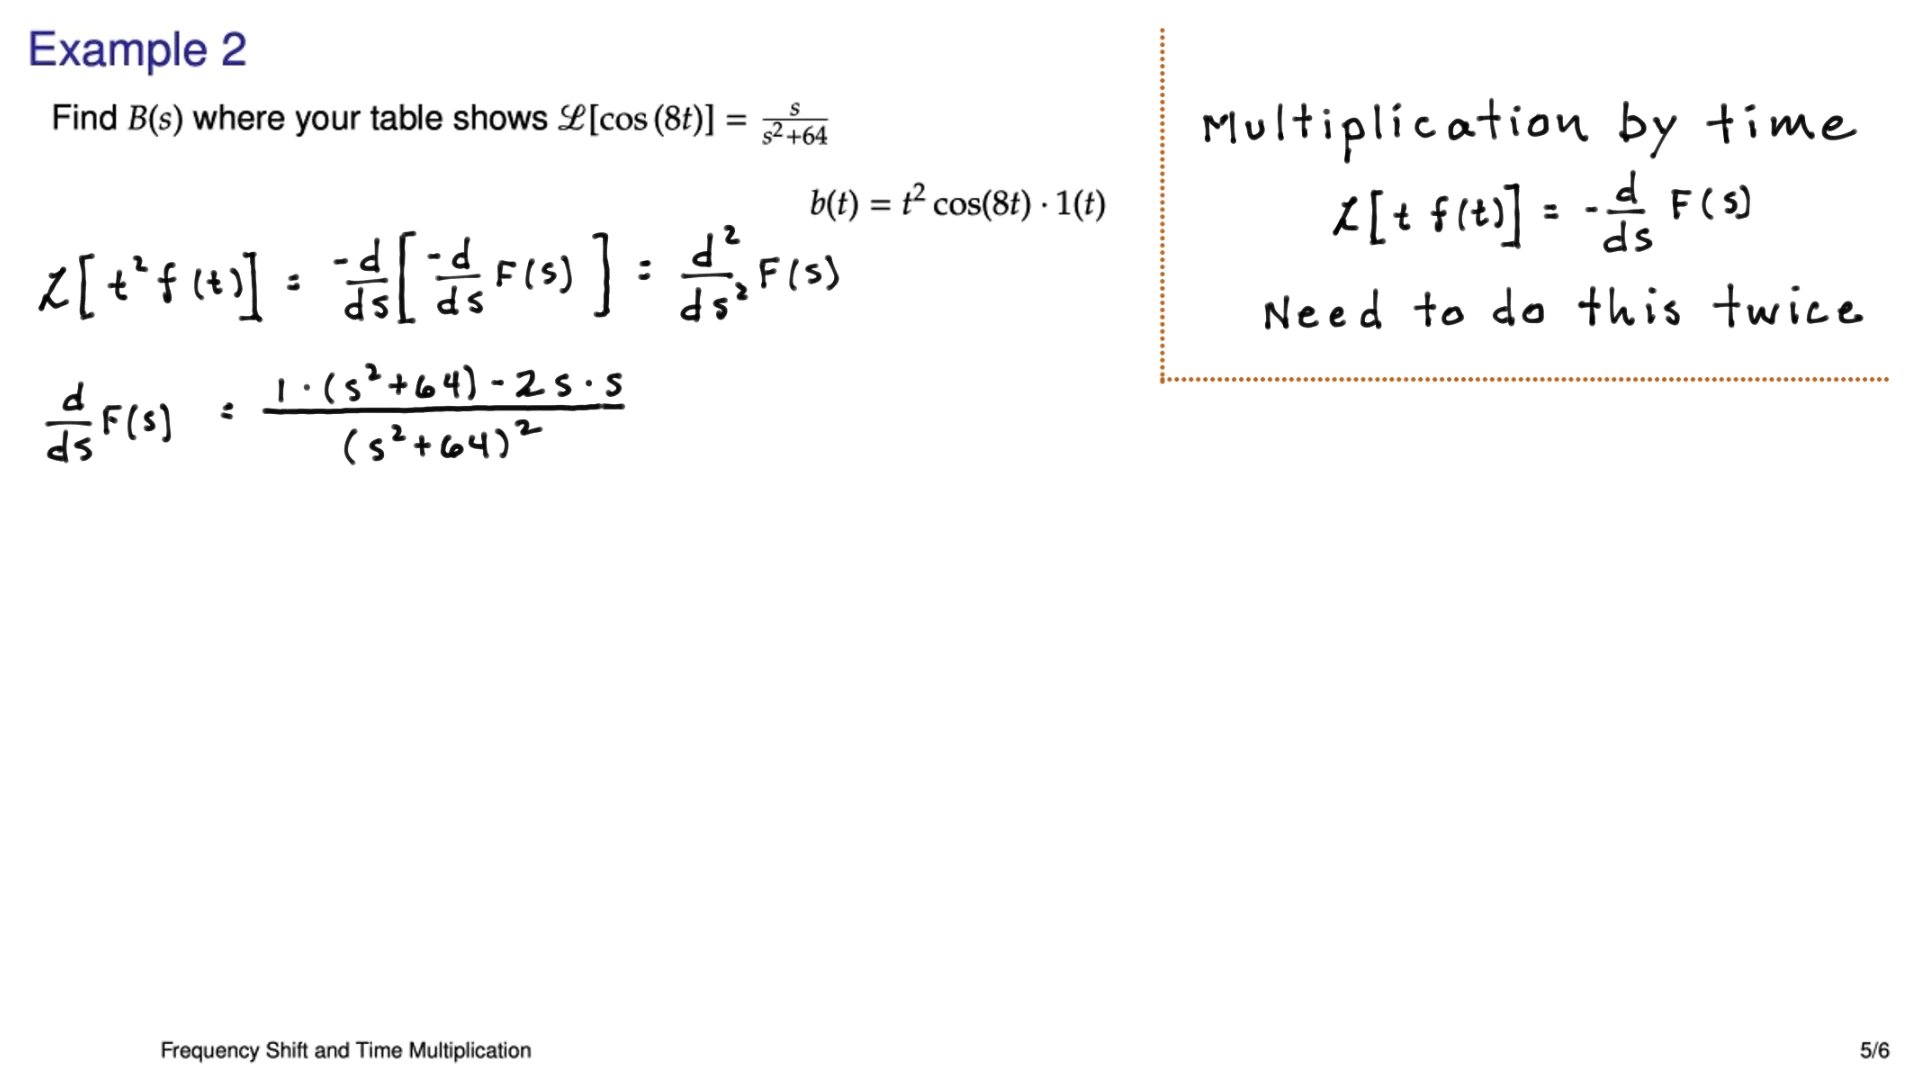 Example 2
Find B(s) where your table shows ℒ[cos (8t)] = s/(s²+64)
b(t) = t² cos(8t) · 1(t)
ℒ[t² f(t)] = -d/ds [ -d/ds F(s) ] = d²/ds² F(s)
d/ds F(s) = (1 · (s²+64) - 2s · s)/(s²+64)²
Multiplication by time
ℒ[t f(t)] = -d/ds F(s)
Need to do this twice
Frequency Shift and Time Multiplication
5/6